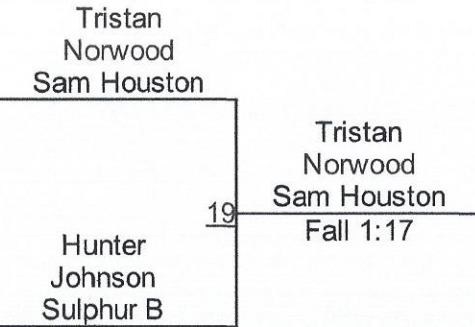 Tristan
Norwood
Sam Houston
Tristan
Norwood
Sam Houston
19
Fall 1:17
Hunter
Johnson
Sulphur B